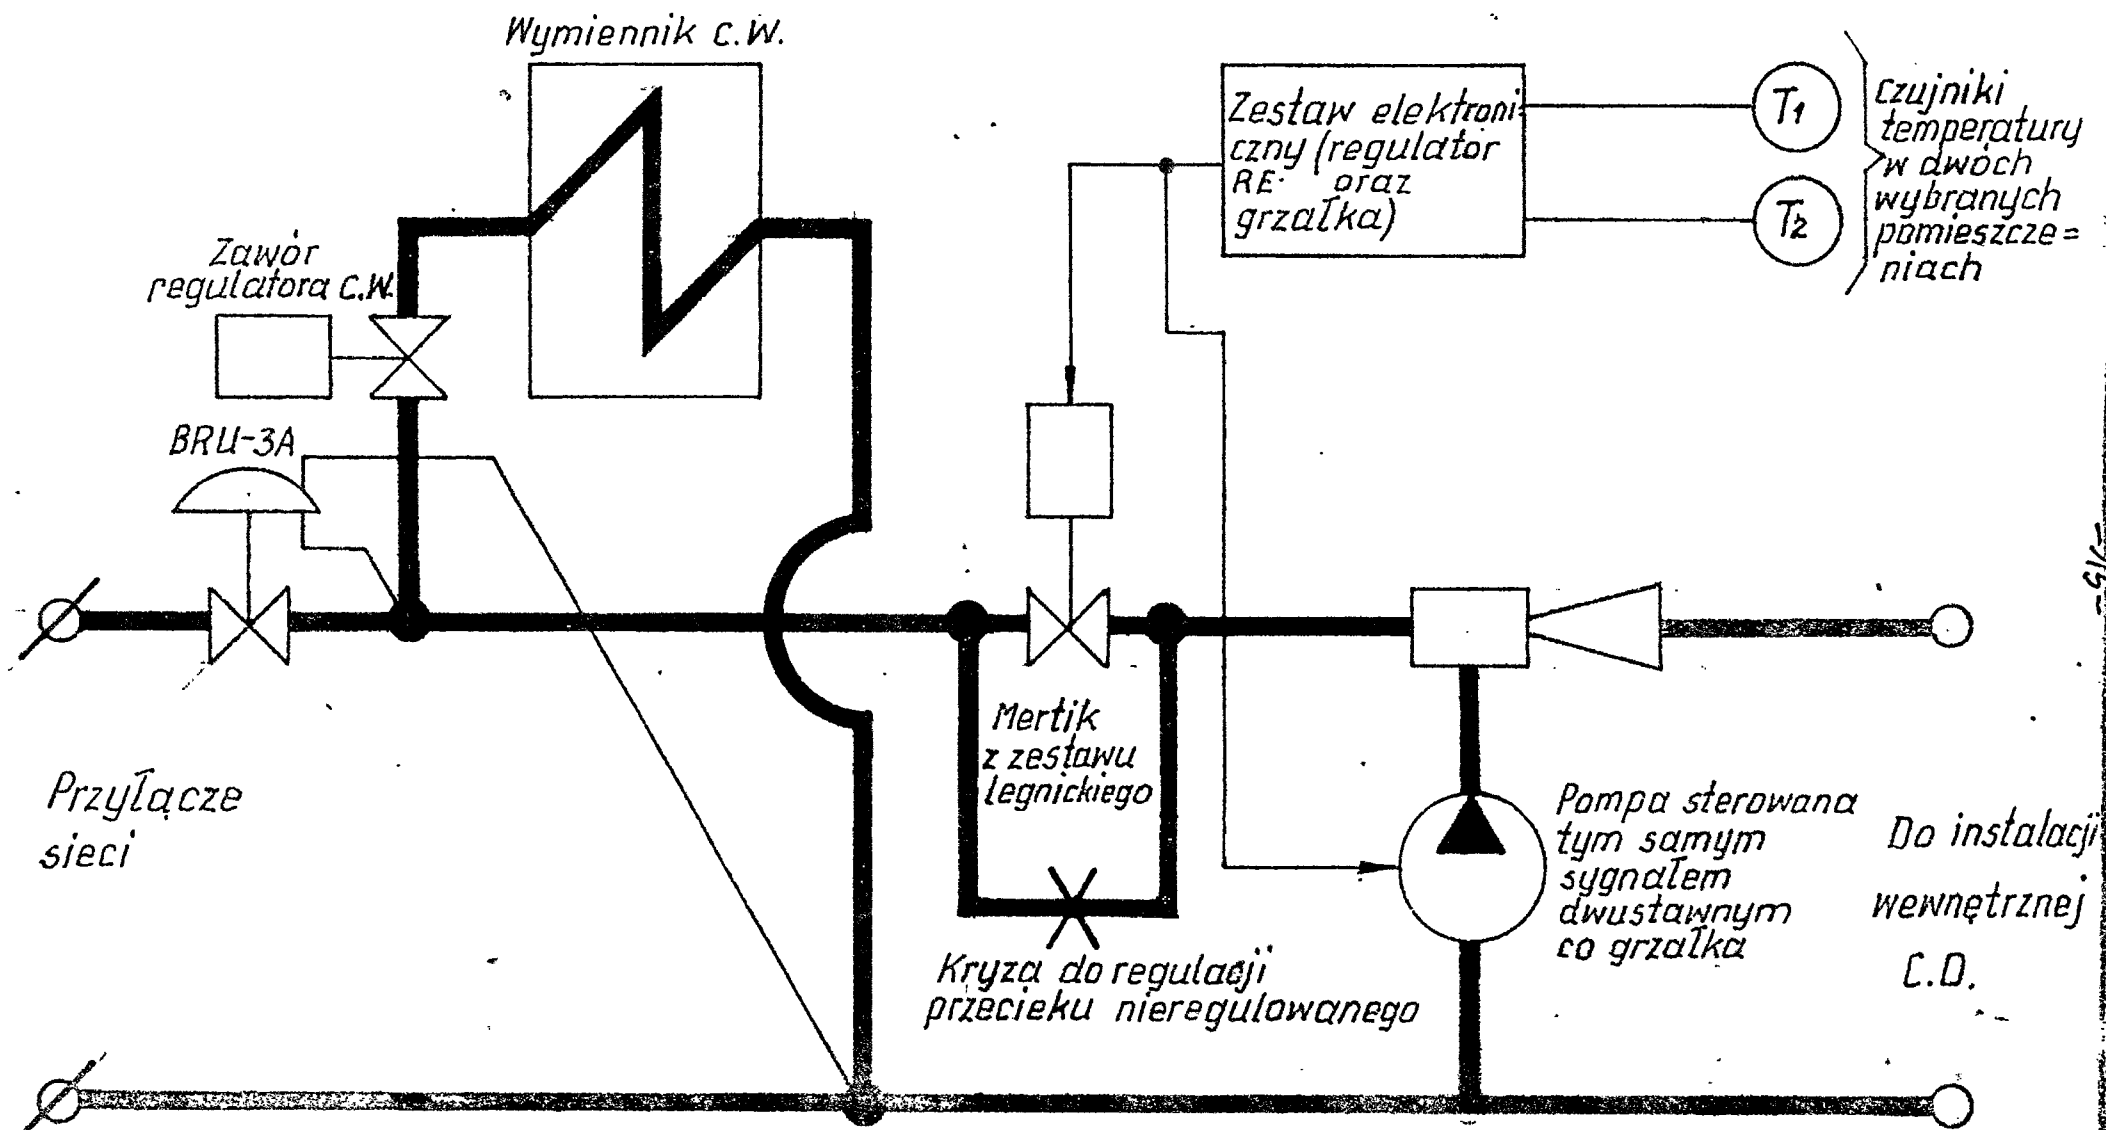 Wymiennik C.W.
Zestaw elektroni-
czny (regulator
RE. oraz
grzałka)
T1
T2
Czujniki
temperatury
w dwóch
wybranych
pomieszcze=
niach
Zawór
regulatora C.W.
BRU-3A
-15-
Mertik
z zestawu
legnickiego
Przyłącze
sieci
Pompa sterowana
tym samym
sygnałem
dwustawnym
co grzałka
Do instalacji
wewnętrznej
C.O.
Kryza do regulacji
przecieku nieregulowanego